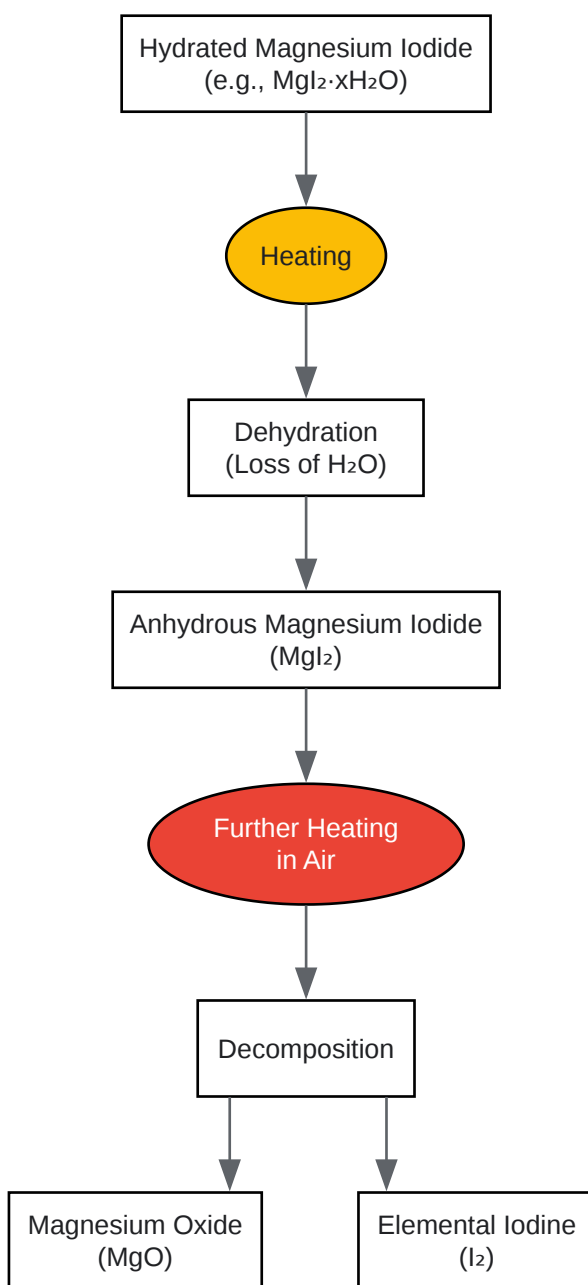 Hydrated Magnesium Iodide
(e.g., MgI₂·xH₂O)
Heating
Dehydration
(Loss of H₂O)
Anhydrous Magnesium Iodide
(MgI₂)
Further Heating
in Air
Decomposition
Magnesium Oxide
(MgO)
Elemental Iodine
(I₂)